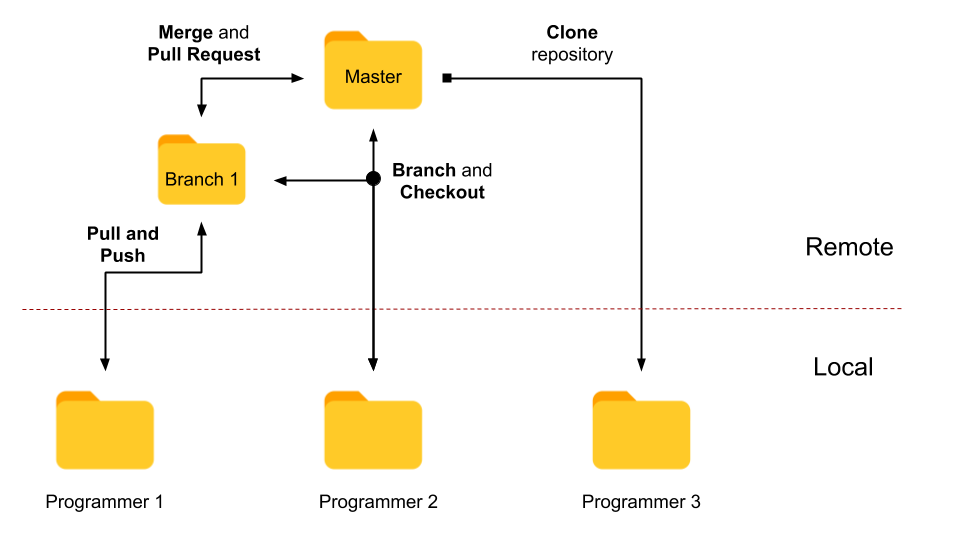 Merge and
Pull Request
Clone
repository
Master
Branch 1
Branch and
Checkout
Pull and
Push
Remote
Local
Programmer 1
Programmer 2
Programmer 3